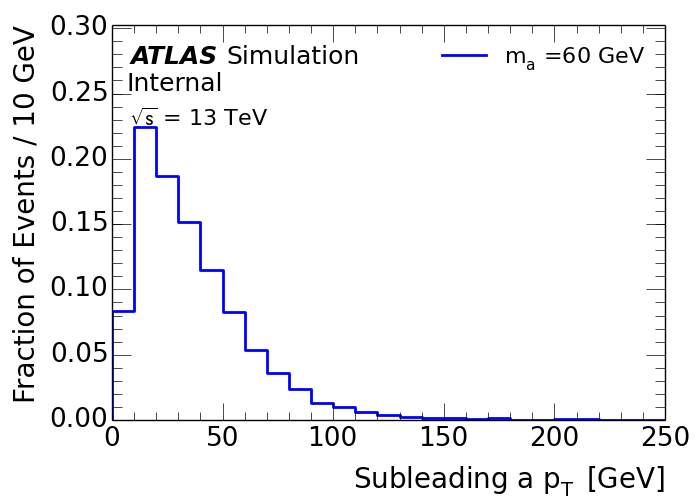 0.30
0.25
0.20
0.15
0.10
0.05
0.00
Fraction of Events / 10 GeV
ATLAS Simulation
Internal
√s = 13 TeV
mₐ =60 GeV
0 50 100 150 200 250
Subleading a p_T [GeV]